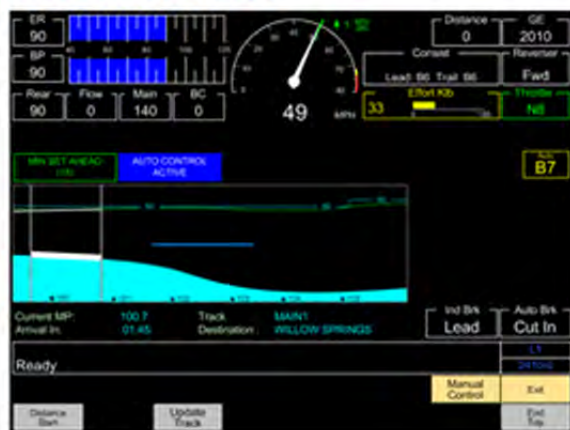 ER
90
BP
90
Rear
90
Flow
0
Main
140
BC
0
49
MPH
Distance
0
GE
2010
Consist
Lead B6 Trail B6
Reverser
Fwd
Effort Klb
33
Throttle
N8
AUTO CONTROL
ACTIVE
Auto
B7
Current MP:
100.7
Track :
MAIN1
Arrival In:
01:45
Destination :
WILLOW SPRINGS
Ind Brk
Lead
Auto Brk
Cut In
Ready
L1
Manual
Control
Exit
Distance
Start
Update
Track
End
Trip